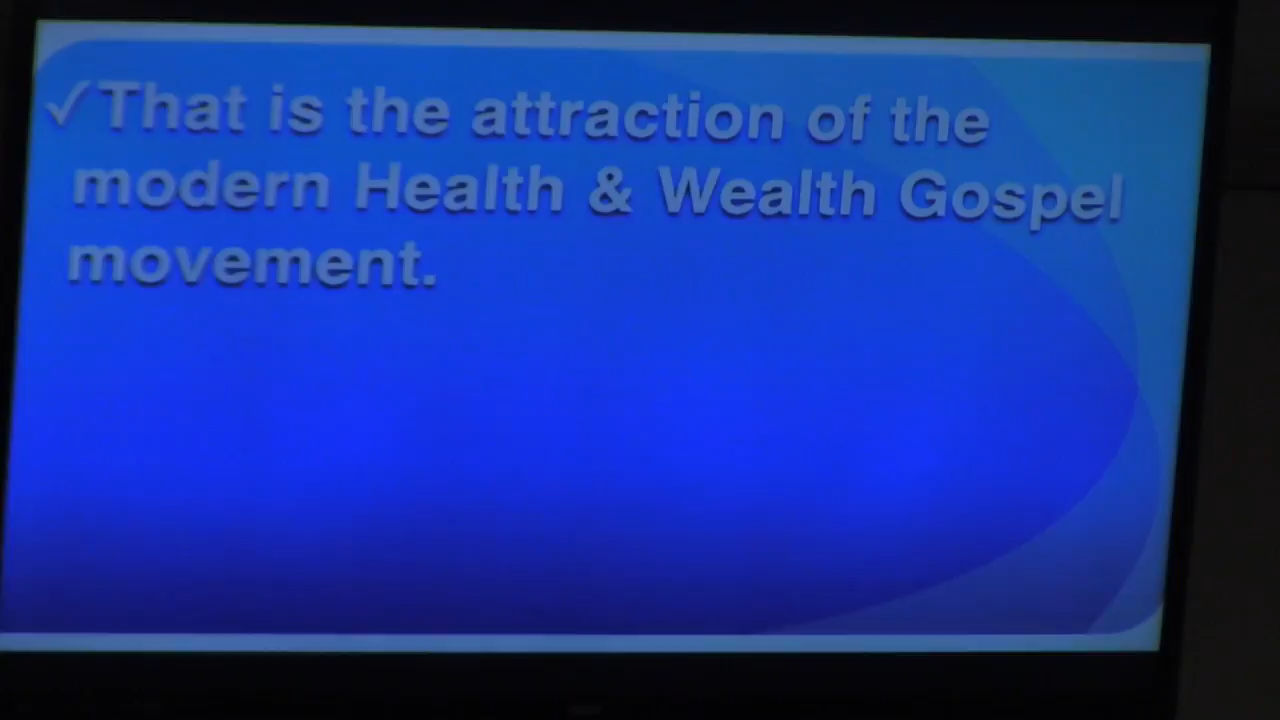 ✓That is the attraction of the
modern Health & Wealth Gospel
movement.